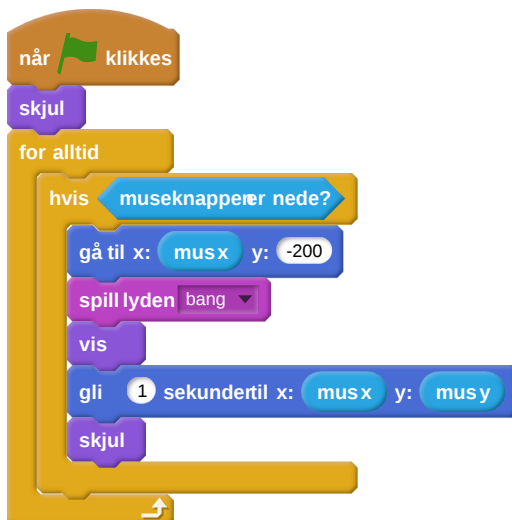 når klikkes
skjul
for alltid
hvis museknappen er nede?
gå til x: mus x y: -200
spill lyden bang
vis
gli 1 sekunder til x: mus x y: mus y
skjul